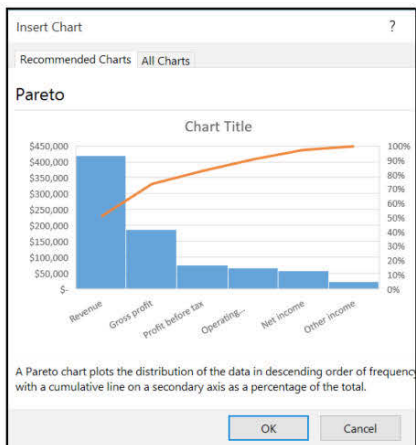 Insert Chart ?
Recommended Charts All Charts
Pareto
Chart Title
$450,000 100%
$400,000 90%
$350,000 80%
$300,000 70%
$250,000 60%
$200,000 50%
$150,000 40%
$100,000 30%
$50,000 20%
$- 10%
0%
Revenue
Gross profit
Profit before tax
Operating...
Net income
Other income
A Pareto chart plots the distribution of the data in descending order of frequency
with a cumulative line on a secondary axis as a percentage of the total.
OK Cancel